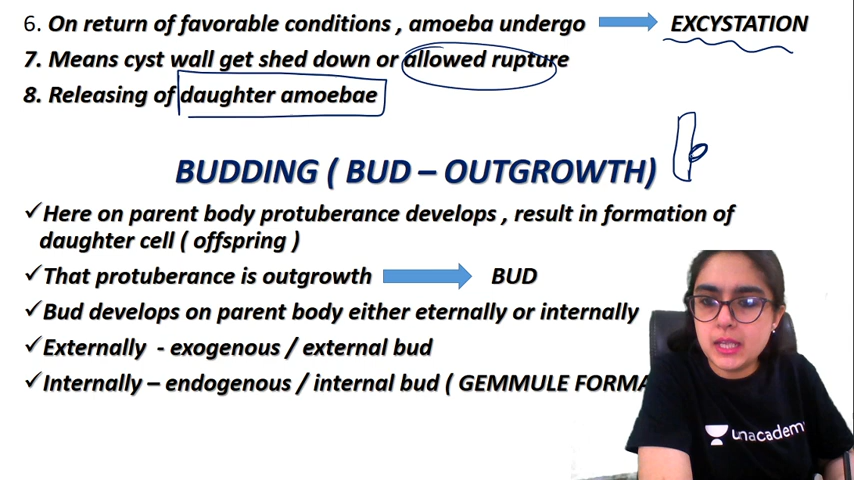 6. On return of favorable conditions , amoeba undergo EXCYSTATION
7. Means cyst wall get shed down or allowed rupture
8. Releasing of daughter amoebae
BUDDING ( BUD – OUTGROWTH)
✓Here on parent body protuberance develops , result in formation of
daughter cell ( offspring )
✓That protuberance is outgrowth BUD
✓Bud develops on parent body either eternally or internally
✓Externally - exogenous / external bud
✓Internally – endogenous / internal bud ( GEMMULE
unacademy